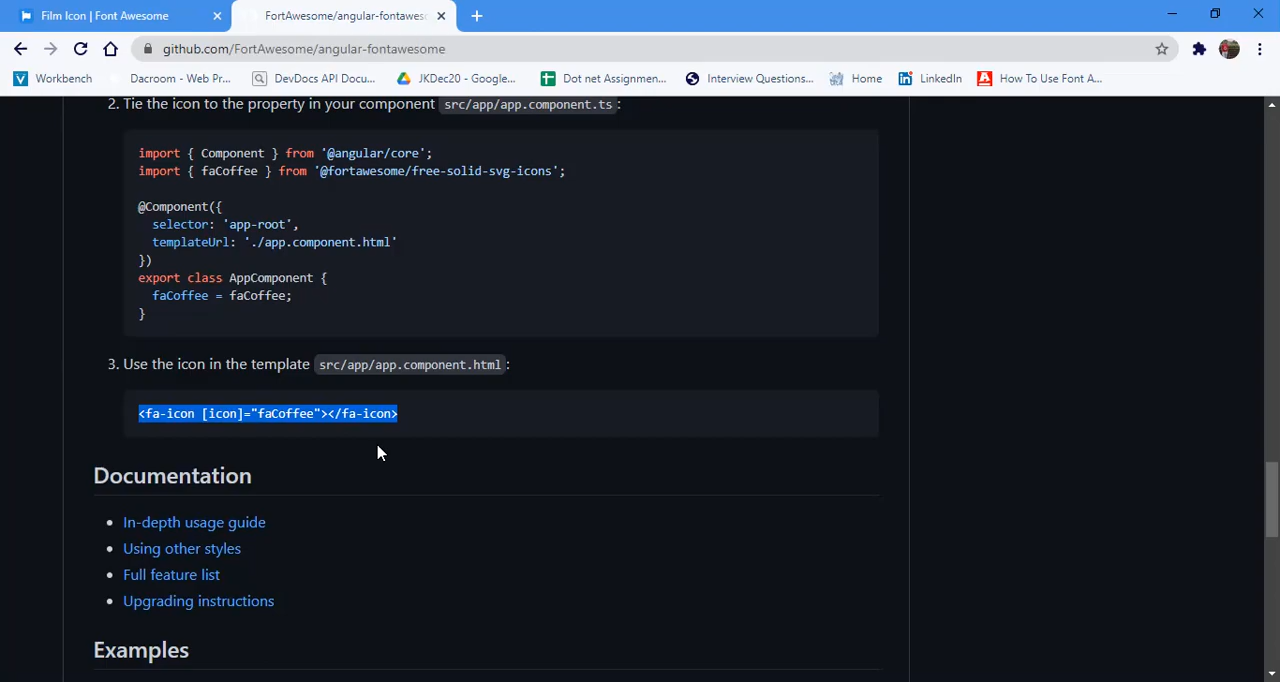 Film Icon | Font Awesome
FortAwesome/angular-fontaweso
github.com/FortAwesome/angular-fontawesome
Workbench
Dacroom - Web Pr...
DevDocs API Docu...
JKDec20 - Google...
Dot net Assignmen...
Interview Questions...
Home
LinkedIn
How To Use Font A...
2. Tie the icon to the property in your component src/app/app.component.ts:
import { Component } from '@angular/core';
import { faCoffee } from '@fortawesome/free-solid-svg-icons';
@Component({
selector: 'app-root',
templateUrl: './app.component.html'
})
export class AppComponent {
faCoffee = faCoffee;
}
3. Use the icon in the template src/app/app.component.html:
<fa-icon [icon]="faCoffee"></fa-icon>
Documentation
In-depth usage guide
Using other styles
Full feature list
Upgrading instructions
Examples